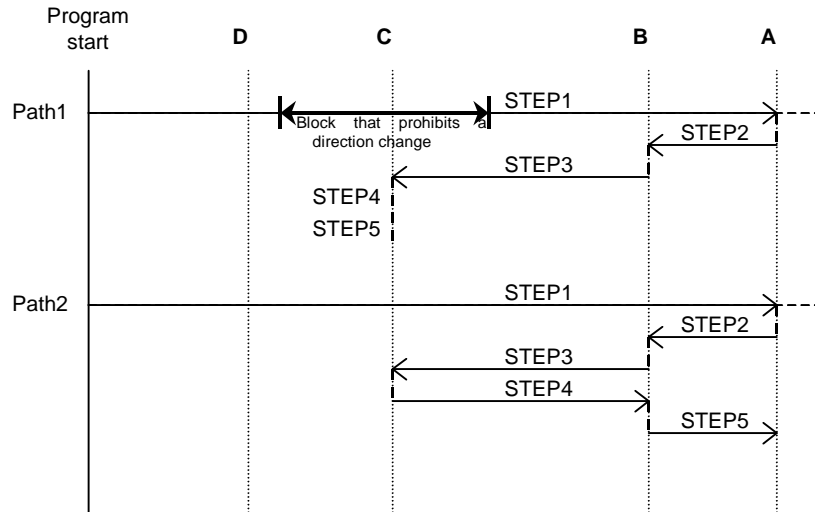 Program
start
D
C
B
A
Path1
STEP1
Block that prohibits a
direction change
STEP2
STEP3
STEP4
STEP5
Path2
STEP1
STEP2
STEP3
STEP4
STEP5